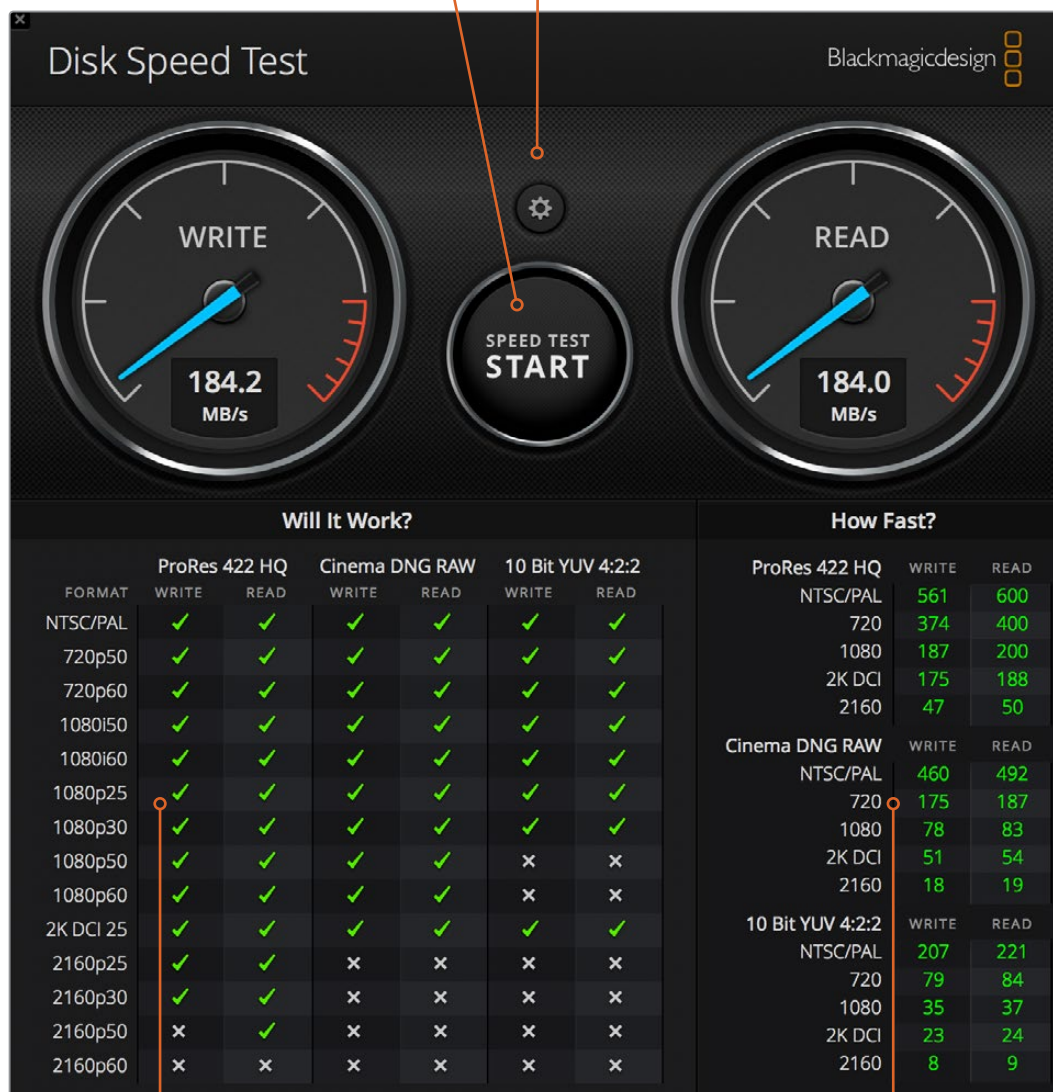 Disk Speed Test
Blackmagicdesign
WRITE
184.2
MB/s
SPEED TEST
START
READ
184.0
MB/s
Will It Work?
ProRes 422 HQ Cinema DNG RAW 10 Bit YUV 4:2:2
FORMAT WRITE READ WRITE READ WRITE READ
NTSC/PAL ✓ ✓ ✓ ✓ ✓ ✓
720p50 ✓ ✓ ✓ ✓ ✓ ✓
720p60 ✓ ✓ ✓ ✓ ✓ ✓
1080i50 ✓ ✓ ✓ ✓ ✓ ✓
1080i60 ✓ ✓ ✓ ✓ ✓ ✓
1080p25 ✓ ✓ ✓ ✓ ✓ ✓
1080p30 ✓ ✓ ✓ ✓ ✓ ✓
1080p50 ✓ ✓ ✓ ✓ × ×
1080p60 ✓ ✓ ✓ ✓ × ×
2K DCI 25 ✓ ✓ ✓ ✓ ✓ ✓
2160p25 ✓ ✓ × × × ×
2160p30 ✓ ✓ × × × ×
2160p50 × ✓ × × × ×
2160p60 × × × × × ×
How Fast?
ProRes 422 HQ WRITE READ
NTSC/PAL 561 600
720 374 400
1080 187 200
2K DCI 175 188
2160 47 50
Cinema DNG RAW WRITE READ
NTSC/PAL 460 492
720 175 187
1080 78 83
2K DCI 51 54
2160 18 19
10 Bit YUV 4:2:2 WRITE READ
NTSC/PAL 207 221
720 79 84
1080 35 37
2K DCI 23 24
2160 8 9